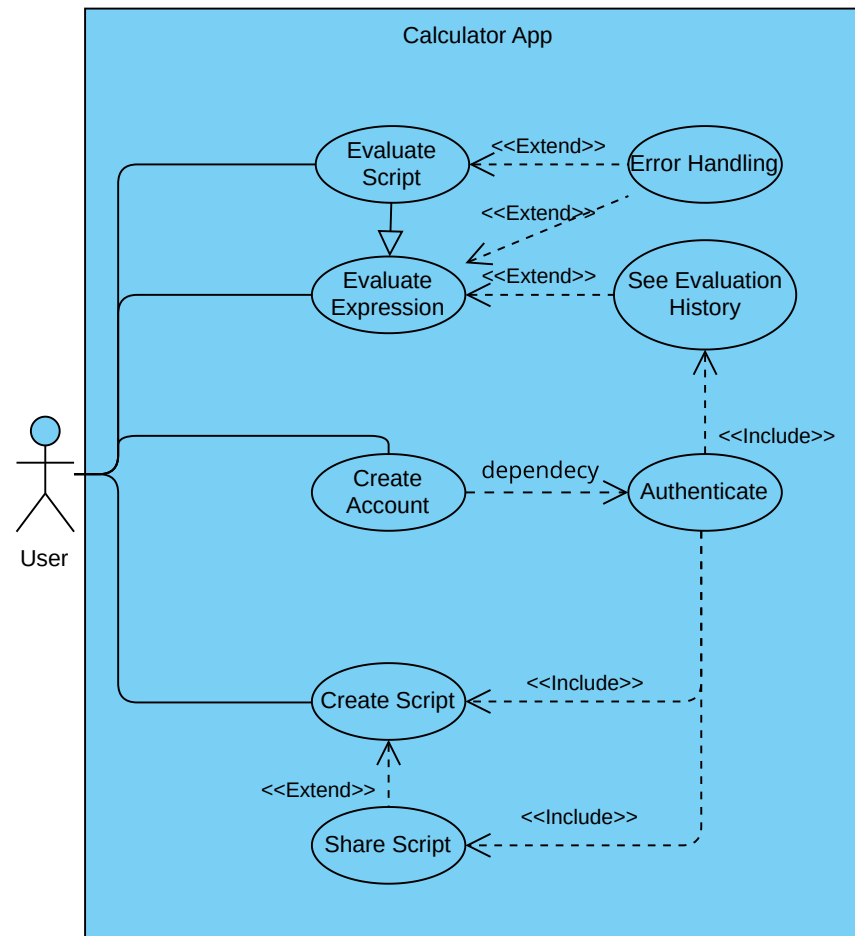 Calculator App
Evaluate
Script
<<Extend>>
Error Handling
<<Extend>>
Evaluate
Expression
<<Extend>>
See Evaluation
History
<<Include>>
Create
Account
dependecy
Authenticate
User
Create Script
<<Include>>
<<Extend>>
Share Script
<<Include>>